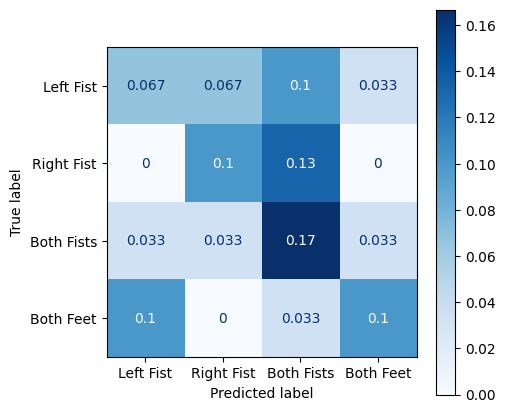 True label
Left Fist 0.067 0.067 0.1 0.033
Right Fist 0 0.1 0.13 0
Both Fists 0.033 0.033 0.17 0.033
Both Feet 0.1 0 0.033 0.1
Left Fist Right Fist Both Fists Both Feet
Predicted label
0.16
0.14
0.12
0.10
0.08
0.06
0.04
0.02
0.00